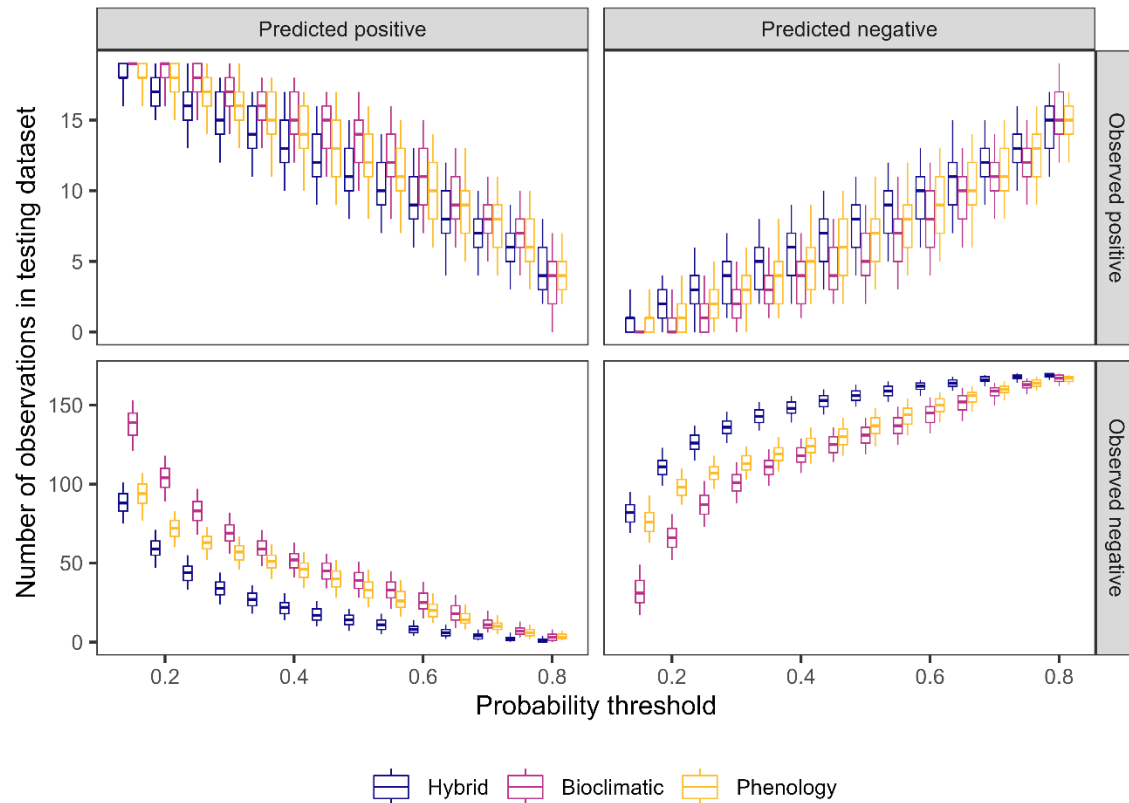 Predicted positive
Predicted negative
Number of observations in testing dataset
15
10
5
0
Observed positive
150
100
50
0
Observed negative
0.2 0.4 0.6 0.8
0.2 0.4 0.6 0.8
Probability threshold
Hybrid Bioclimatic Phenology